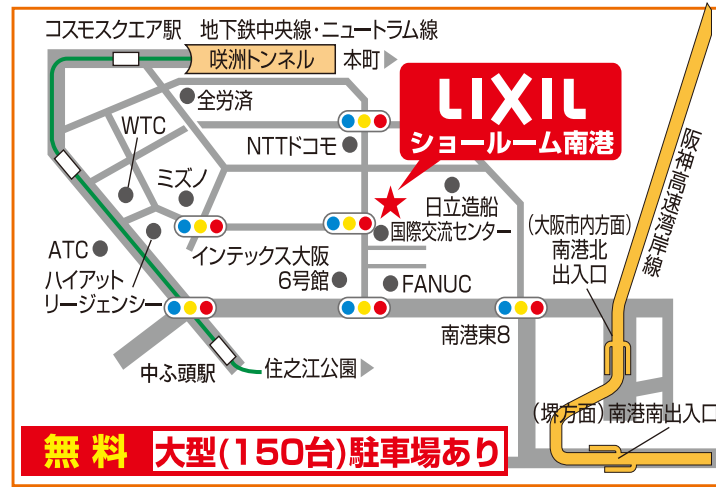 コスモスクエア駅 地下鉄中央線・ニュートラム線
咲洲トンネル 本町
全労済
WTC
NTTドコモ
LIXIL
ショールーム南港
ミズノ
日立造船
国際交流センター
ATC
ハイアット
リージェンシー
インテックス大阪
6号館
FANUC
阪神高速湾岸線
(大阪市内方面)
南港北
出入口
南港東8
中ふ頭駅
住之江公園
(堺方面)南港南出入口
無料 大型(150台)駐車場あり